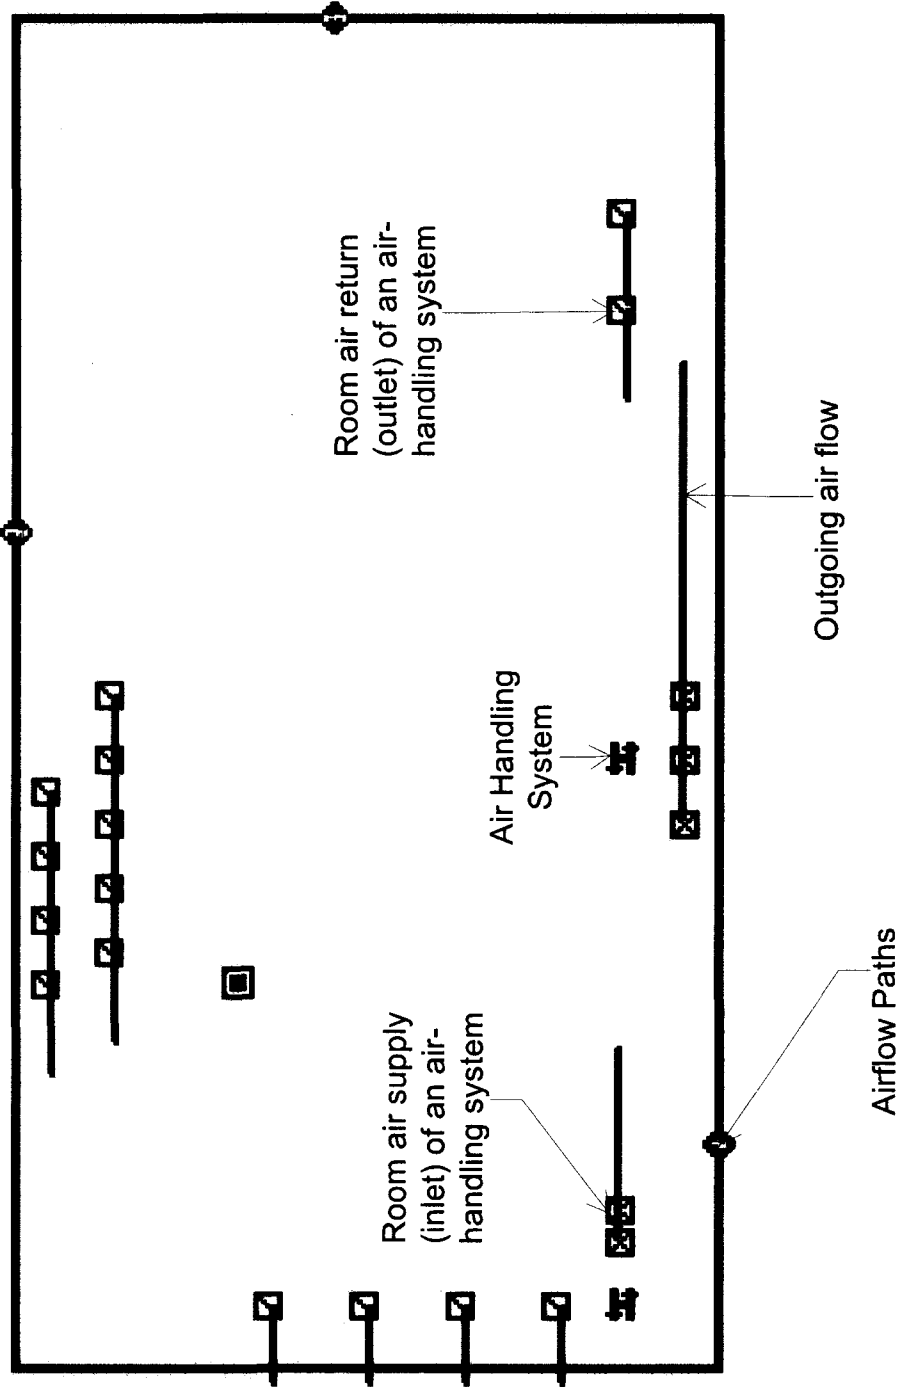 Room air return
(outlet) of an air-
handling system
Outgoing air flow
Air Handling
System
Room air supply
(inlet) of an air-
handling system
Airflow Paths